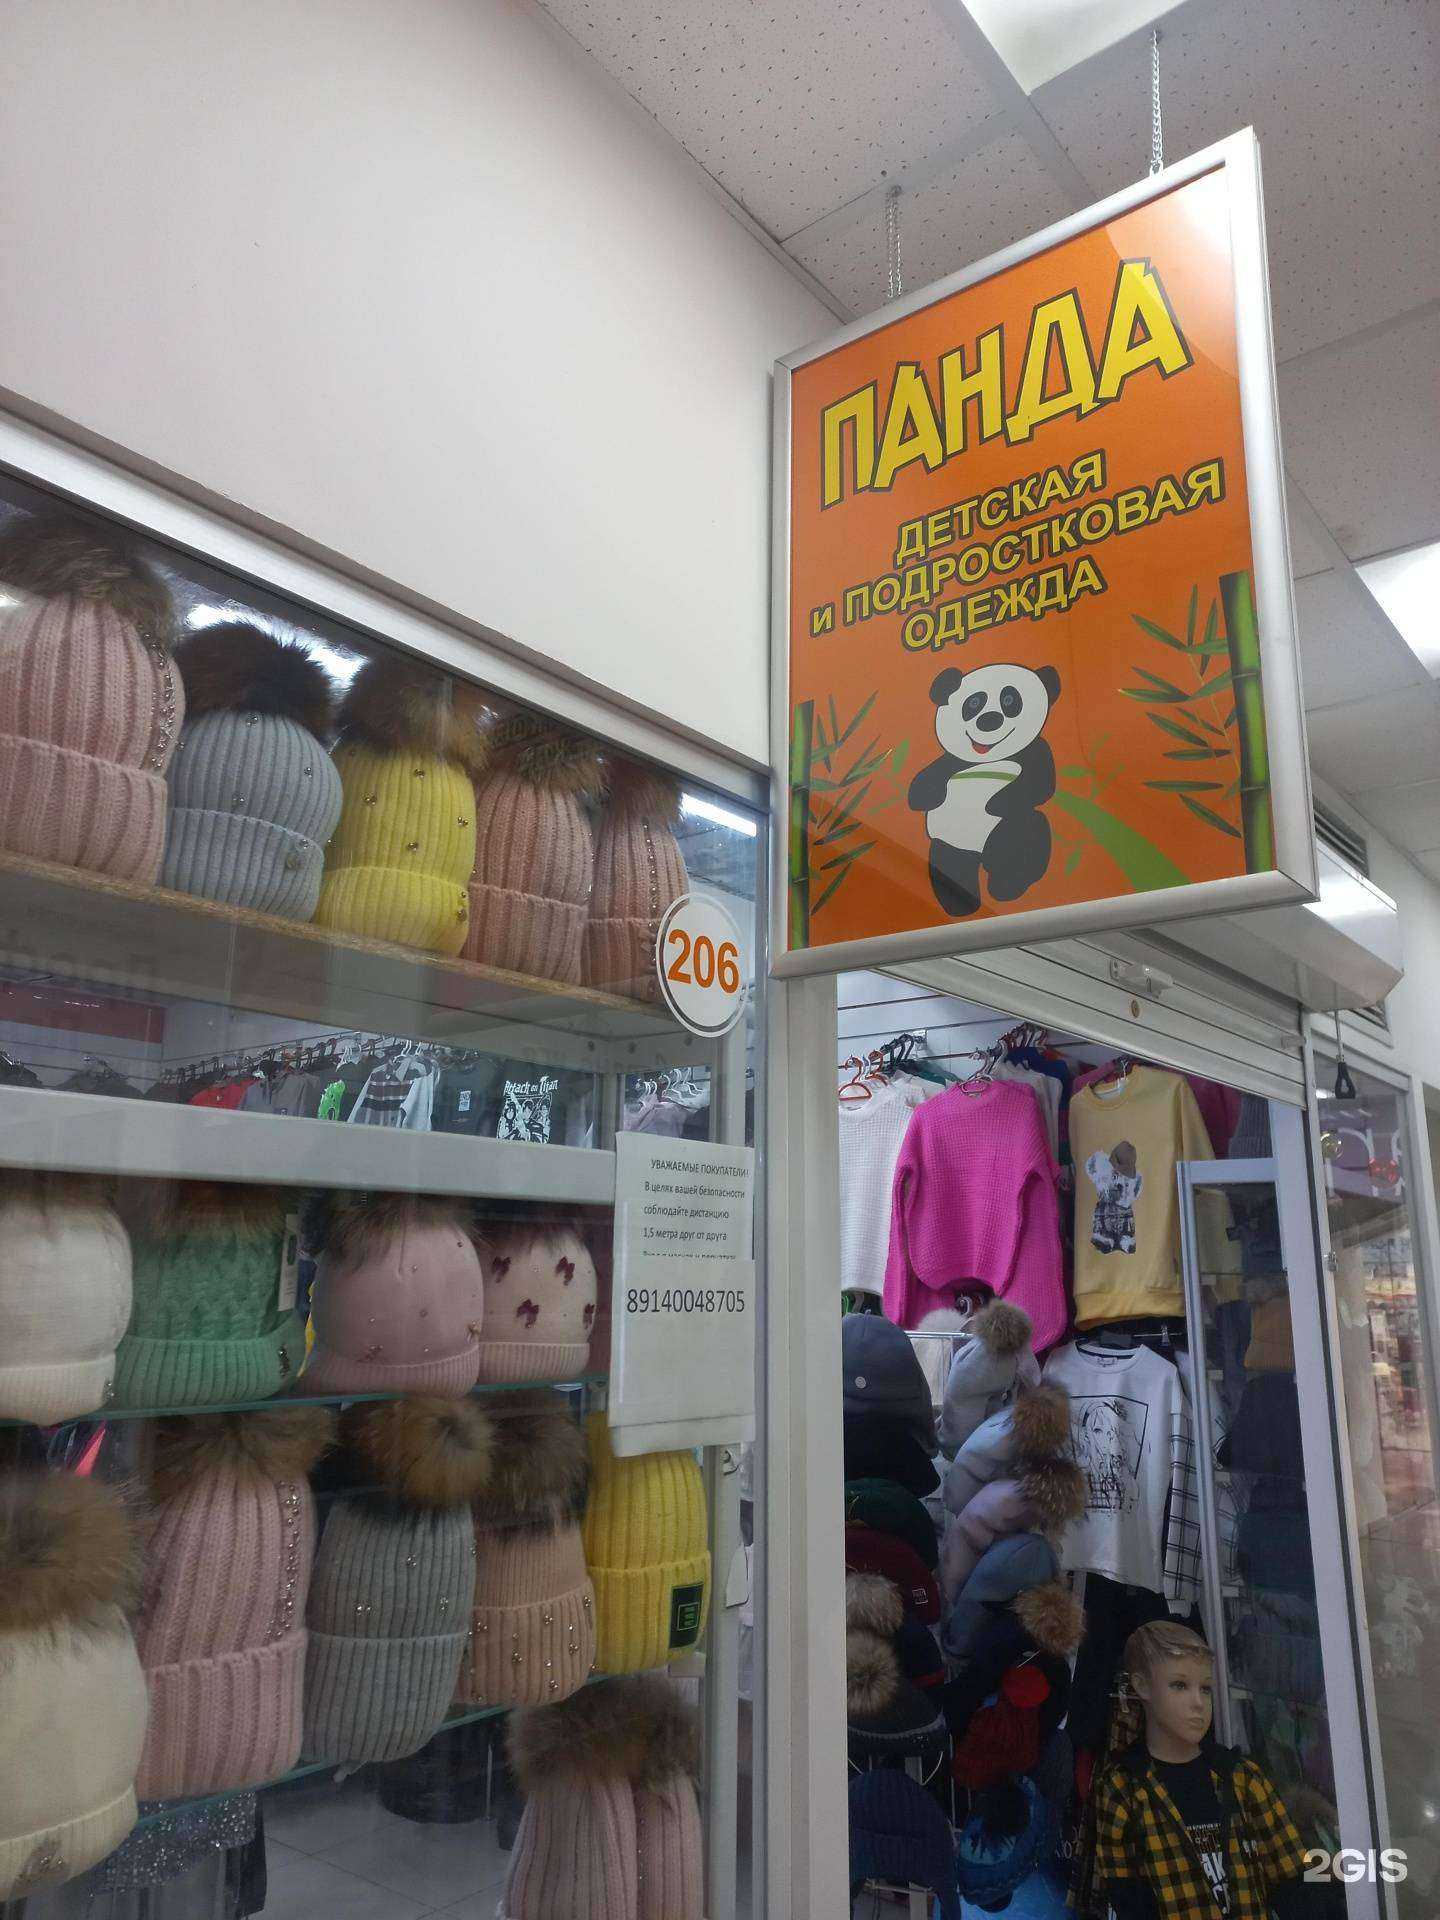 ПАНДА
ДЕТСКАЯ
и ПОДРОСТКОВАЯ
ОДЕЖДА
206
Attack on Titan
УВАЖАЕМЫЕ ПОКУПАТЕЛИ!
В целях вашей безопасности
соблюдайте дистанцию
1,5 метра друг от друга
89140048705
2GIS